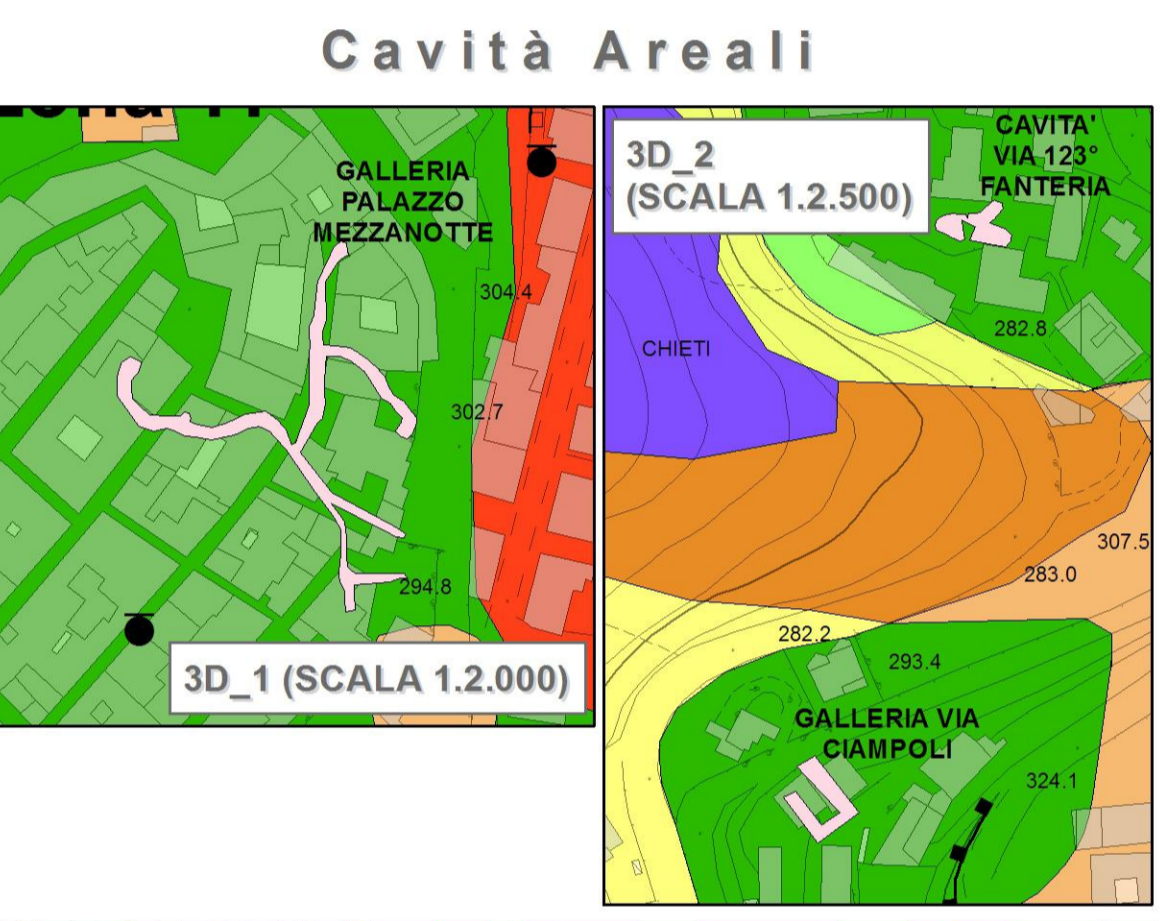 Cavità Areali
GALLERIA
PALAZZO
MEZZANOTTE
304.4
302.7
294.8
3D_1 (SCALA 1.2.000)
3D_2
(SCALA 1.2.500)
CAVITA'
VIA 123°
FANTERIA
282.8
CHIETI
307.5
283.0
282.2
293.4
GALLERIA VIA
CIAMPOLI
324.1